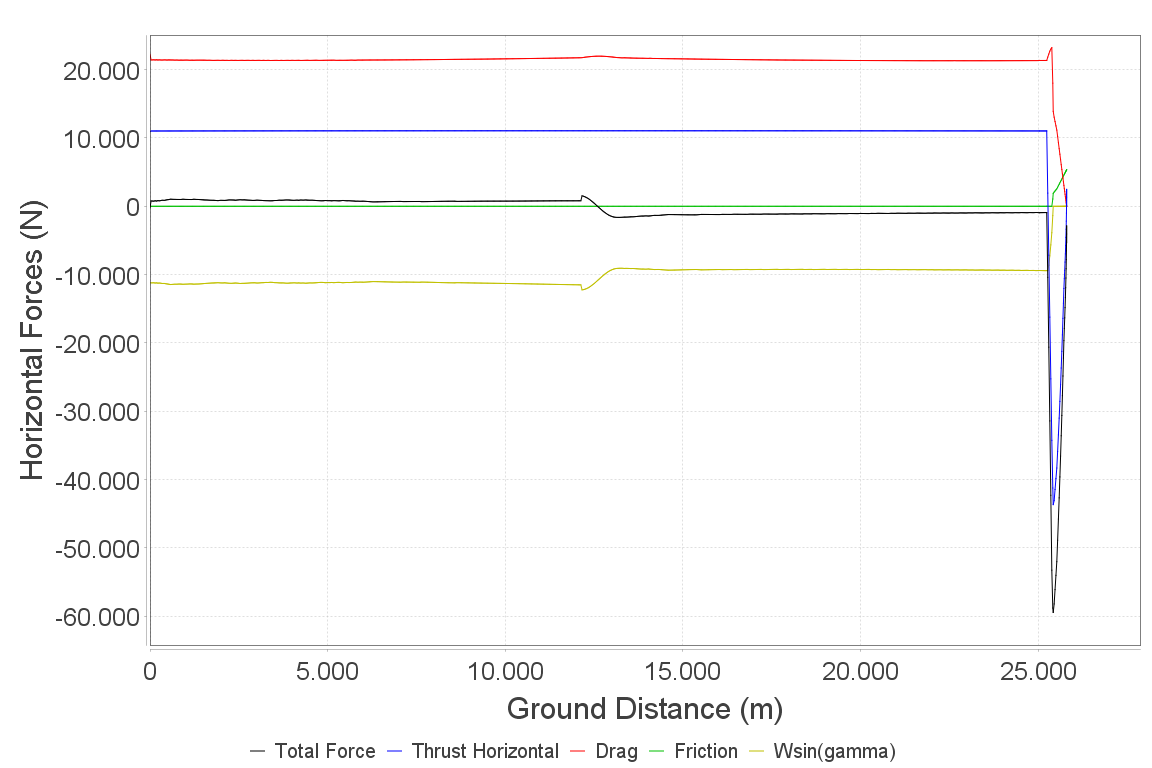 Horizontal Forces (N)
20.000
10.000
0
-10.000
-20.000
-30.000
-40.000
-50.000
-60.000
0 5.000 10.000 15.000 20.000 25.000
Ground Distance (m)
Total Force Thrust Horizontal Drag Friction Wsin(gamma)